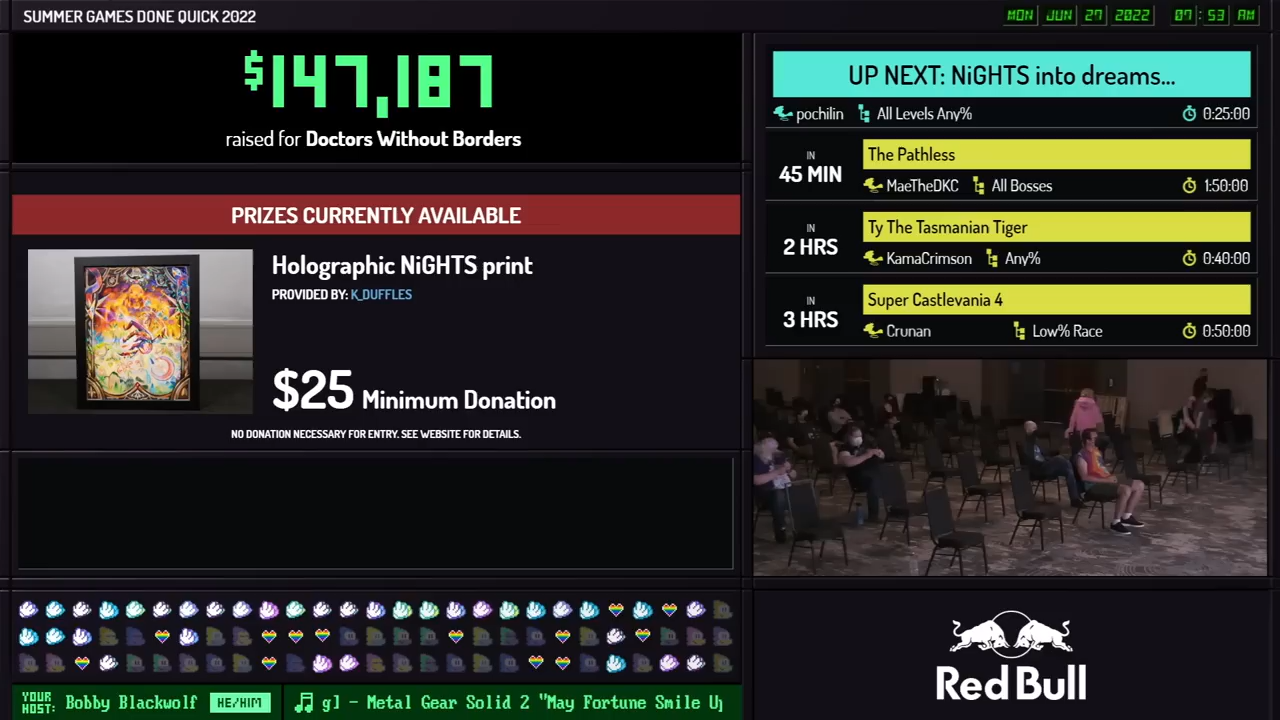 SUMMER GAMES DONE QUICK 2022
MON JUN 27 2022 07:53 AM
$147,187
raised for Doctors Without Borders
PRIZES CURRENTLY AVAILABLE
Holographic NiGHTS print
PROVIDED BY: K_DUFFLES
$25 Minimum Donation
NO DONATION NECESSARY FOR ENTRY. SEE WEBSITE FOR DETAILS.
UP NEXT: NiGHTS into dreams...
pochilin All Levels Any% 0:25:00
IN
45 MIN
The Pathless
MaeTheDKC All Bosses 1:50:00
IN
2 HRS
Ty The Tasmanian Tiger
KamaCrimson Any% 0:40:00
IN
3 HRS
Super Castlevania 4
Crunan Low% Race 0:50:00
Red Bull
YOUR HOST: Bobby Blackwolf HE/HIM
g] - Metal Gear Solid 2 "May Fortune Smile Up